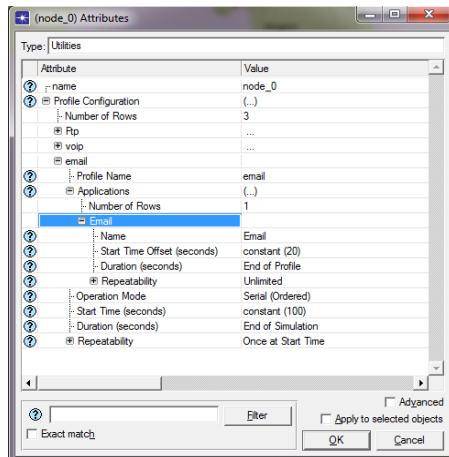 (node_0) Attributes
Type: Utilities
Attribute Value
name node_0
Profile Configuration (...)
Number of Rows 3
Ftp ...
voip ...
email
Profile Name email
Applications (...)
Number of Rows 1
Email
Name Email
Start Time Offset (seconds) constant (20)
Duration (seconds) End of Profile
Repeatability Unlimited
Operation Mode Serial (Ordered)
Start Time (seconds) constant (100)
Duration (seconds) End of Simulation
Repeatability Once at Start Time
Advanced
Filter Apply to selected objects
Exact match
OK Cancel